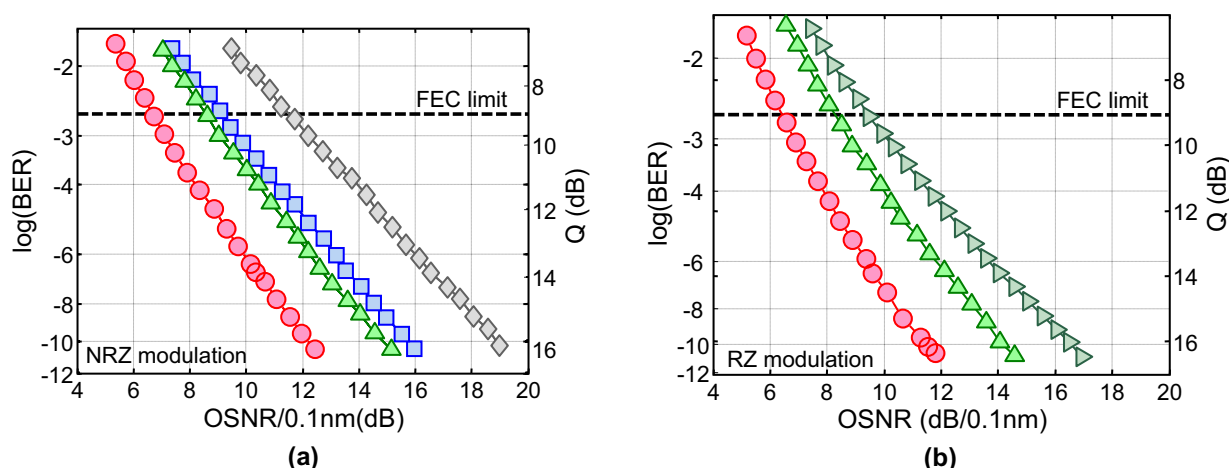 -2
-3
-4
-6
-8
-10
-12
log(BER)
FEC limit
NRZ modulation
8
10
12
14
16
Q (dB)
4 6 8 10 12 14 16 18 20
OSNR/0.1nm(dB)
(a)
-2
-3
-4
-6
-8
-10
-12
log(BER)
FEC limit
RZ modulation
8
10
12
14
16
Q (dB)
4 6 8 10 12 14 16 18 20
OSNR (dB/0.1nm)
(b)